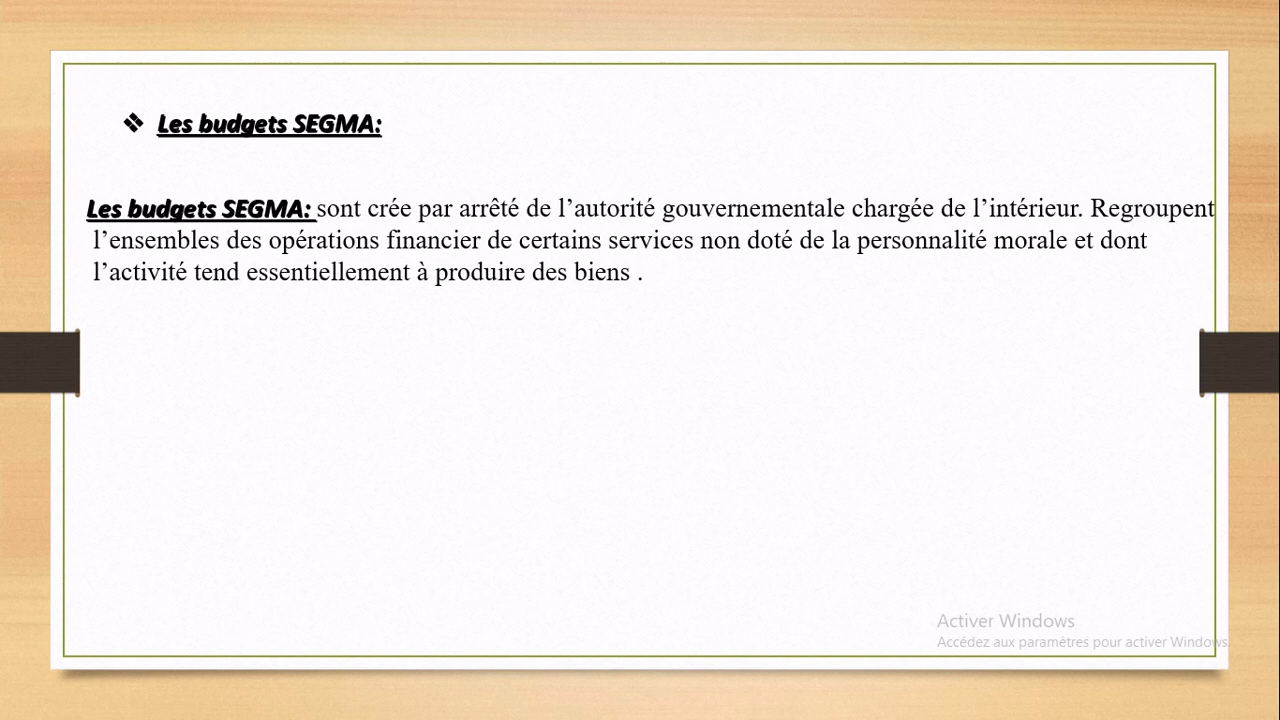 ❖ Les budgets SEGMA:
Les budgets SEGMA: sont crée par arrêté de l’autorité gouvernementale chargée de l’intérieur. Regroupent
l’ensembles des opérations financier de certains services non doté de la personnalité morale et dont
l’activité tend essentiellement à produire des biens .
Activer Windows
Accédez aux paramètres pour activer Windows.